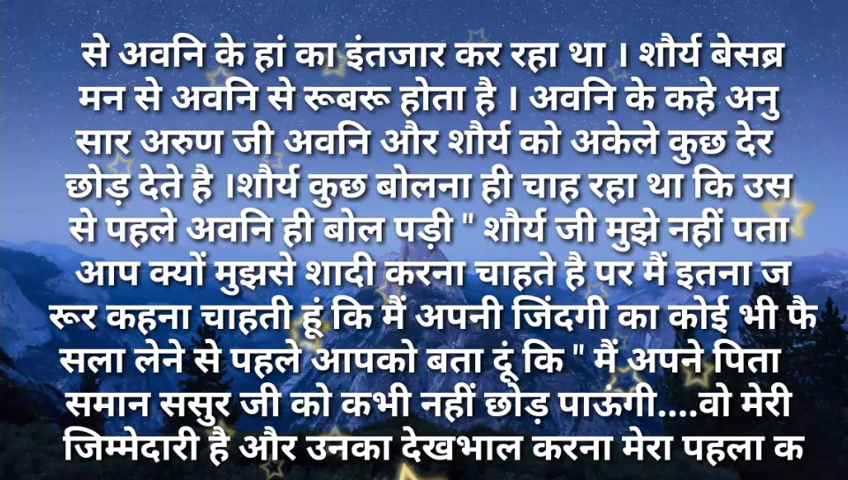 से अवनि के हां का इंतजार कर रहा था । शौर्य बेसब्र
मन से अवनि से रूबरू होता है । अवनि के कहे अनु
सार अरुण जी अवनि और शौर्य को अकेले कुछ देर
छोड़ देते है ।शौर्य कुछ बोलना ही चाह रहा था कि उस
से पहले अवनि ही बोल पड़ी " शौर्य जी मुझे नहीं पता
आप क्यों मुझसे शादी करना चाहते है पर मैं इतना ज
रूर कहना चाहती हूं कि मैं अपनी जिंदगी का कोई भी फै
सला लेने से पहले आपको बता दूं कि " मैं अपने पिता
समान ससुर जी को कभी नहीं छोड़ पाऊंगी....वो मेरी
जिम्मेदारी है और उनका देखभाल करना मेरा पहला क